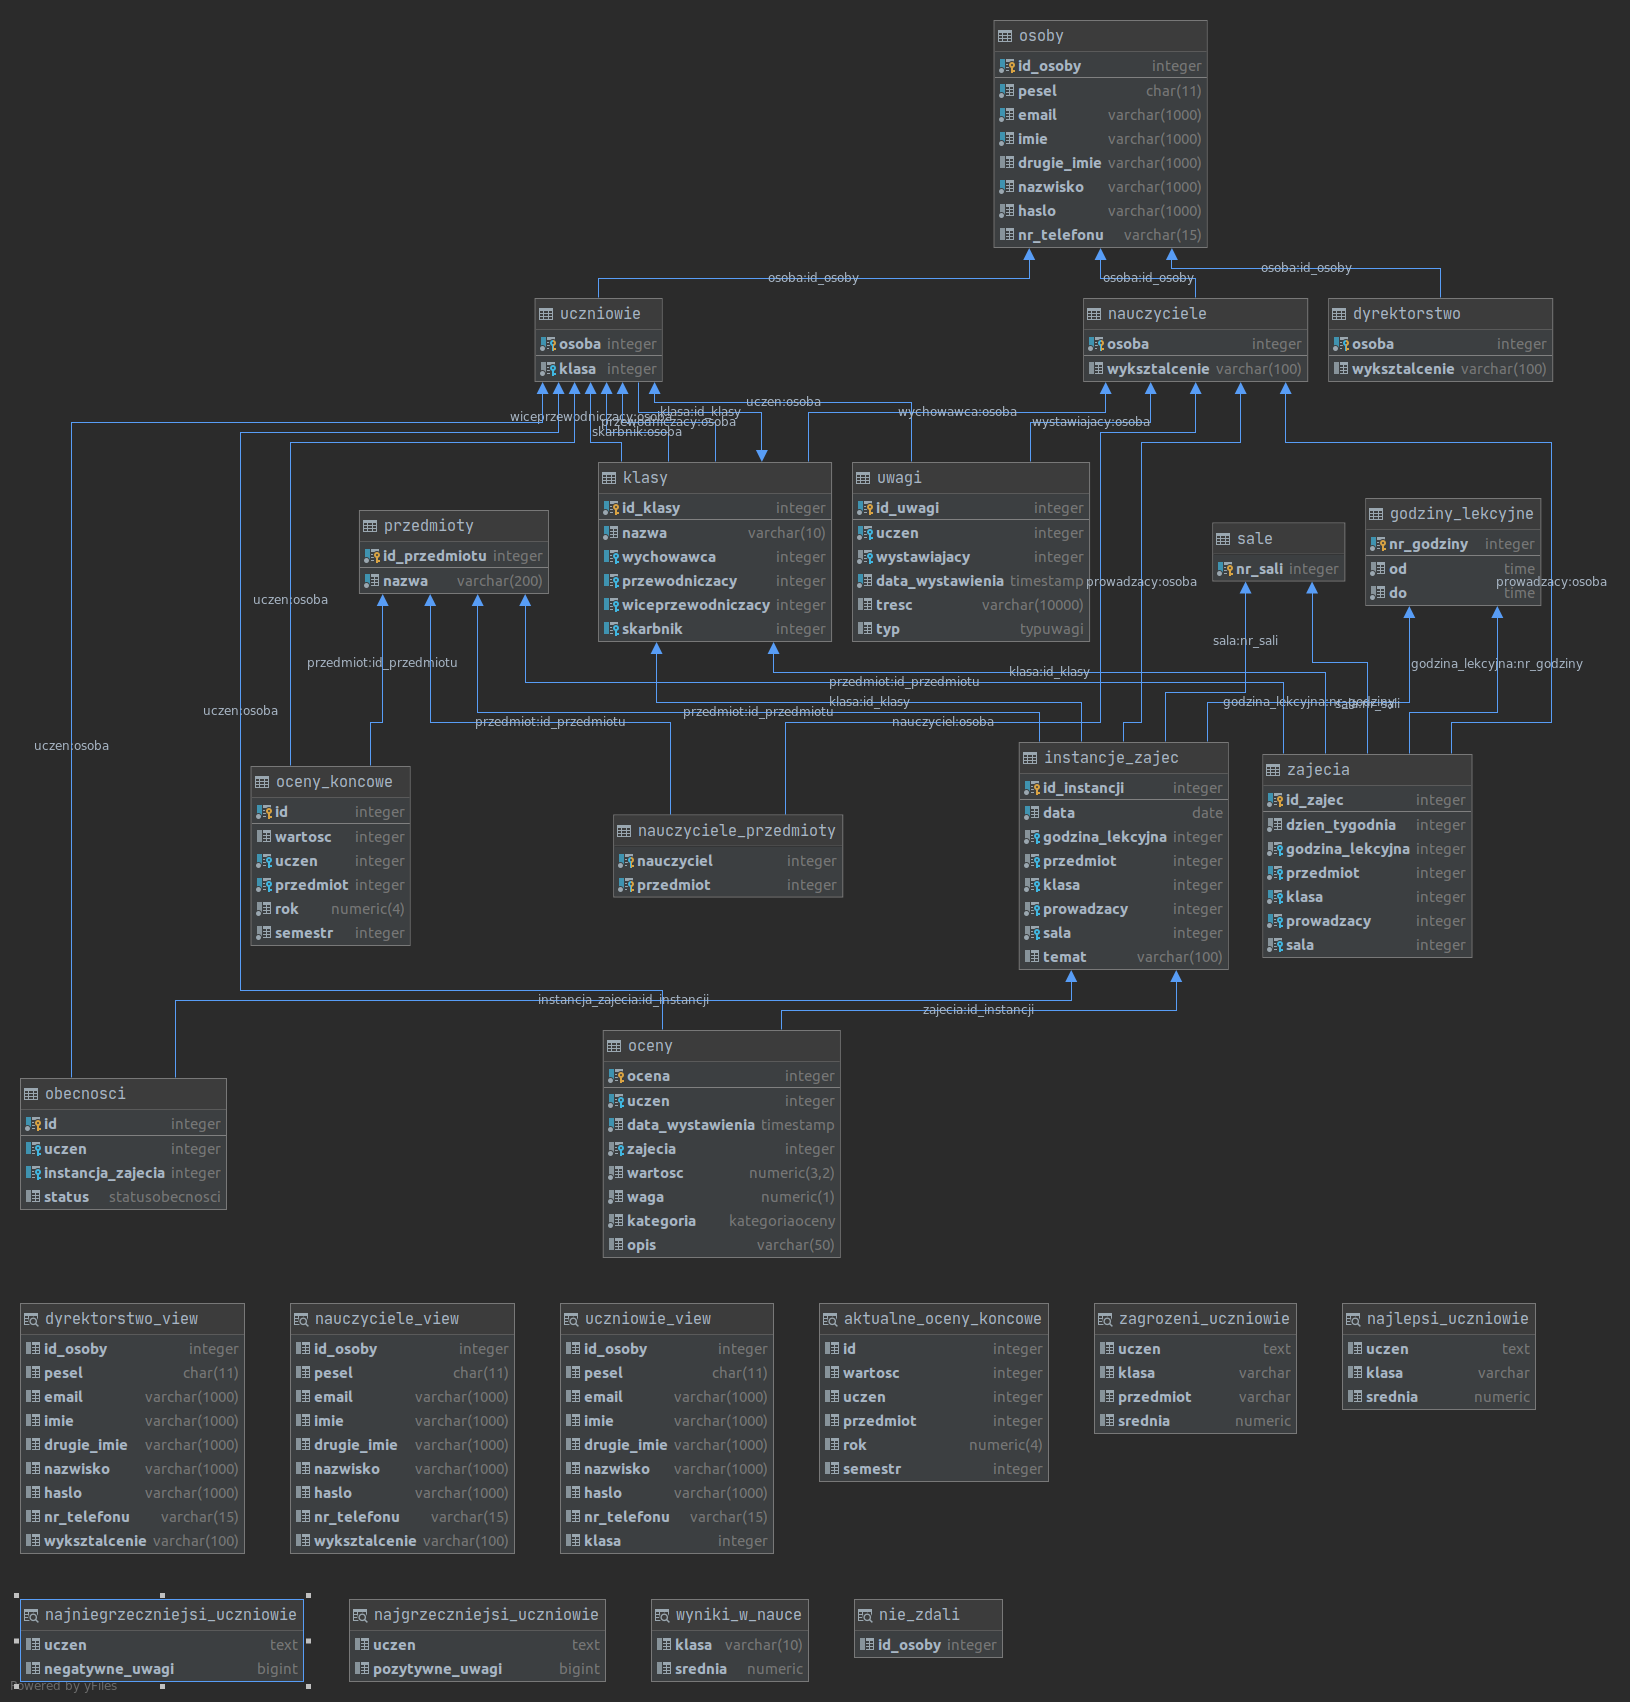 osoby
id_osoby integer
pesel char(11)
email varchar(1000)
imie varchar(1000)
drugie_imie varchar(1000)
nazwisko varchar(1000)
haslo varchar(1000)
nr_telefonu varchar(15)
osoba:id_osoby
osoba:id_osoby
osoba:id_osoby
uczniowie
osoba integer
klasa integer
nauczyciele
osoba integer
wyksztalcenie varchar(100)
dyrektorstwo
osoba integer
wyksztalcenie varchar(100)
uczen:osoba
wiceprzewodniczacy:osoba
klasa:id_klasy
przewodniczacy:osoba
skarbnik:osoba
wychowawca:osoba
wystawiajacy:osoba
klasy
id_klasy integer
nazwa varchar(10)
wychowawca integer
przewodniczacy integer
wiceprzewodniczacy integer
skarbnik integer
uwagi
id_uwagi integer
uczen integer
wystawiajacy integer
data_wystawienia timestamp
tresc varchar(10000)
typ typuwagi
przedmioty
id_przedmiotu integer
nazwa varchar(200)
sale
nr_sali integer
godziny_lekcyjne
nr_godziny integer
od time
do time
prowadzacy:osoba
prowadzacy:osoba
uczen:osoba
sala:nr_sali
przedmiot:id_przedmiotu
godzina_lekcyjna:nr_godziny
klasa:id_klasy
przedmiot:id_przedmiotu
klasa:id_klasy
godzina_lekcyjna:nr_godziny
sala:nr_sali
uczen:osoba
przedmiot:id_przedmiotu
przedmiot:id_przedmiotu
nauczyciel:osoba
uczen:osoba
oceny_koncowe
id integer
wartosc integer
uczen integer
przedmiot integer
rok numeric(4)
semestr integer
nauczyciele_przedmioty
nauczyciel integer
przedmiot integer
instancje_zajec
id_instancji integer
data date
godzina_lekcyjna integer
przedmiot integer
klasa integer
prowadzacy integer
sala integer
temat varchar(100)
zajecia
id_zajec integer
dzien_tygodnia integer
godzina_lekcyjna integer
przedmiot integer
klasa integer
prowadzacy integer
sala integer
instancja_zajecia:id_instancji
zajecia:id_instancji
oceny
ocena integer
uczen integer
data_wystawienia timestamp
zajecia integer
wartosc numeric(3,2)
waga numeric(1)
kategoria kategoriaoceny
opis varchar(50)
obecnosci
id integer
uczen integer
instancja_zajecia integer
status statusobecnosci
dyrektorstwo_view
id_osoby integer
pesel char(11)
email varchar(1000)
imie varchar(1000)
drugie_imie varchar(1000)
nazwisko varchar(1000)
haslo varchar(1000)
nr_telefonu varchar(15)
wyksztalcenie varchar(100)
nauczyciele_view
id_osoby integer
pesel char(11)
email varchar(1000)
imie varchar(1000)
drugie_imie varchar(1000)
nazwisko varchar(1000)
haslo varchar(1000)
nr_telefonu varchar(15)
wyksztalcenie varchar(100)
uczniowie_view
id_osoby integer
pesel char(11)
email varchar(1000)
imie varchar(1000)
drugie_imie varchar(1000)
nazwisko varchar(1000)
haslo varchar(1000)
nr_telefonu varchar(15)
klasa integer
aktualne_oceny_koncowe
id integer
wartosc integer
uczen integer
przedmiot integer
rok numeric(4)
semestr integer
zagrozeni_uczniowie
uczen text
klasa varchar
przedmiot varchar
srednia numeric
najlepsi_uczniowie
uczen text
klasa varchar
srednia numeric
najniegrzeczniejsi_uczniowie
uczen text
negatywne_uwagi bigint
najgrzeczniejsi_uczniowie
uczen text
pozytywne_uwagi bigint
wyniki_w_nauce
klasa varchar(10)
srednia numeric
nie_zdali
id_osoby integer
Powered by yFiles